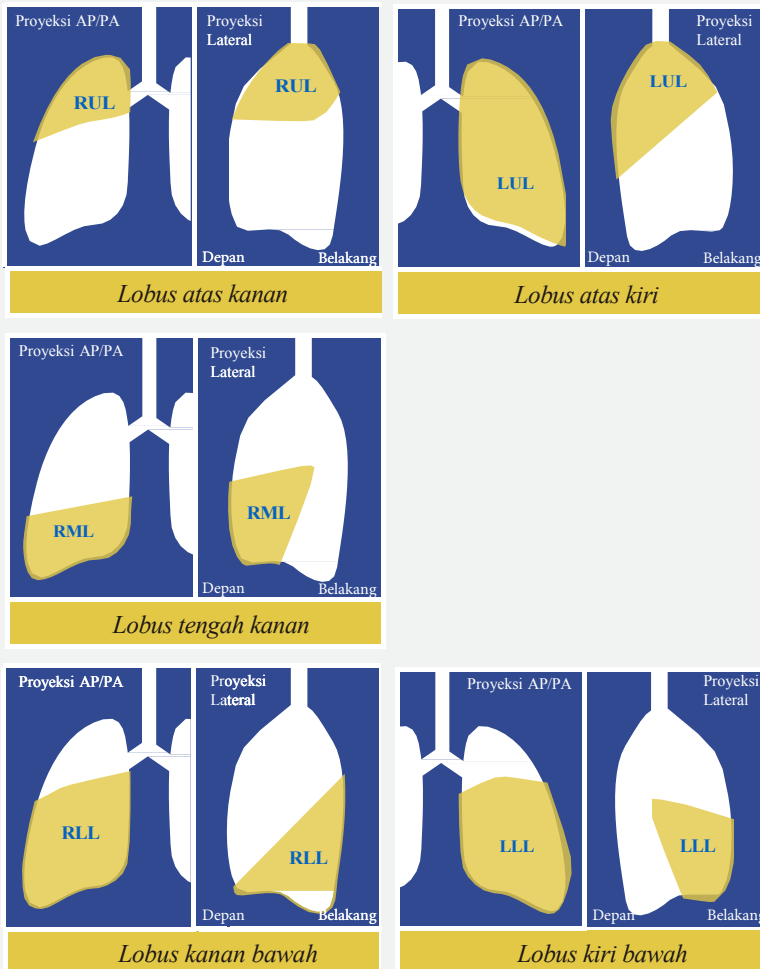 Proyeksi AP/PA
Proyeksi
Lateral
RUL
RUL
Depan
Belakang
Lobus atas kanan
Proyeksi AP/PA
Proyeksi
Lateral
LUL
LUL
Depan
Belakang
Lobus atas kiri
Proyeksi AP/PA
Proyeksi
Lateral
RML
RML
Depan
Belakang
Lobus tengah kanan
Proyeksi AP/PA
Proyeksi
Lateral
RLL
RLL
Depan
Belakang
Lobus kanan bawah
Proyeksi AP/PA
Proyeksi
Lateral
LLL
LLL
Depan
Belakang
Lobus kiri bawah